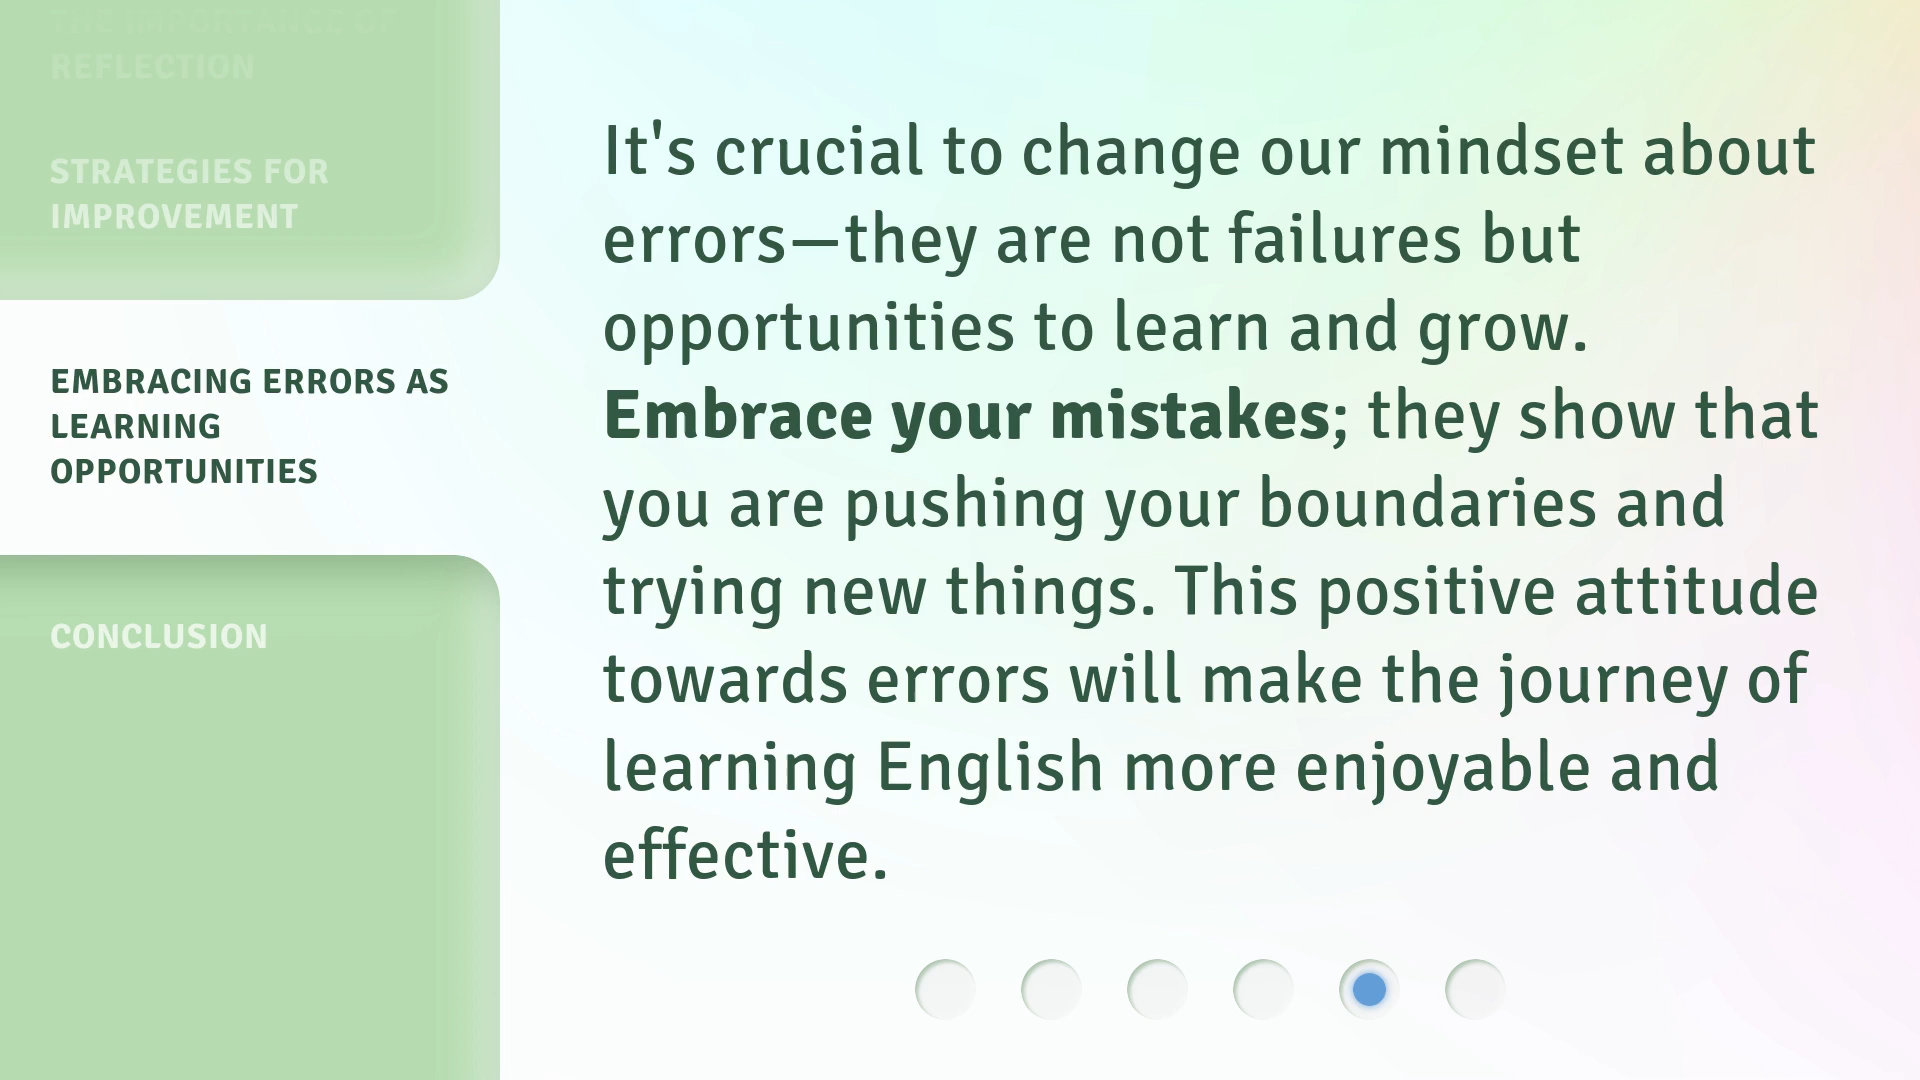 THE IMPORTANCE OF
REFLECTION
STRATEGIES FOR
IMPROVEMENT
EMBRACING ERRORS AS
LEARNING
OPPORTUNITIES
CONCLUSION
It's crucial to change our mindset about
errors—they are not failures but
opportunities to learn and grow.
Embrace your mistakes; they show that
you are pushing your boundaries and
trying new things. This positive attitude
towards errors will make the journey of
learning English more enjoyable and
effective.